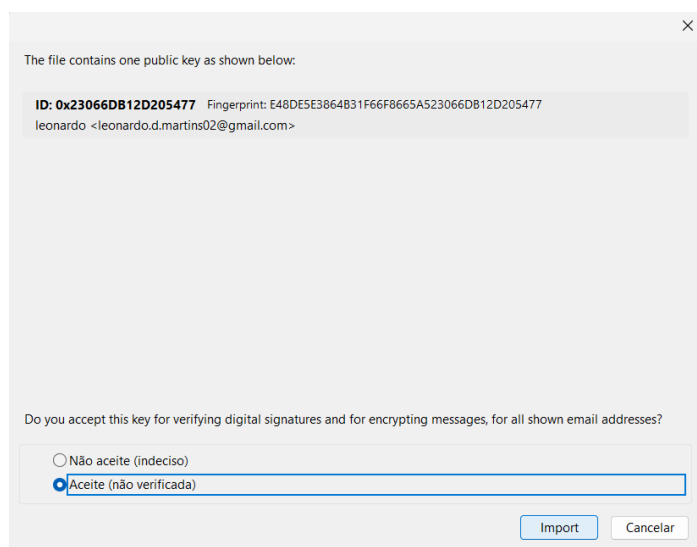 The file contains one public key as shown below:
ID: 0x23066DB12D205477 Fingerprint: E48DE5E3864B31F66F8665A523066DB12D205477
leonardo <leonardo.d.martins02@gmail.com>
Do you accept this key for verifying digital signatures and for encrypting messages, for all shown email addresses?
Não aceite (indeciso)
Aceite (não verificada)
Import Cancelar